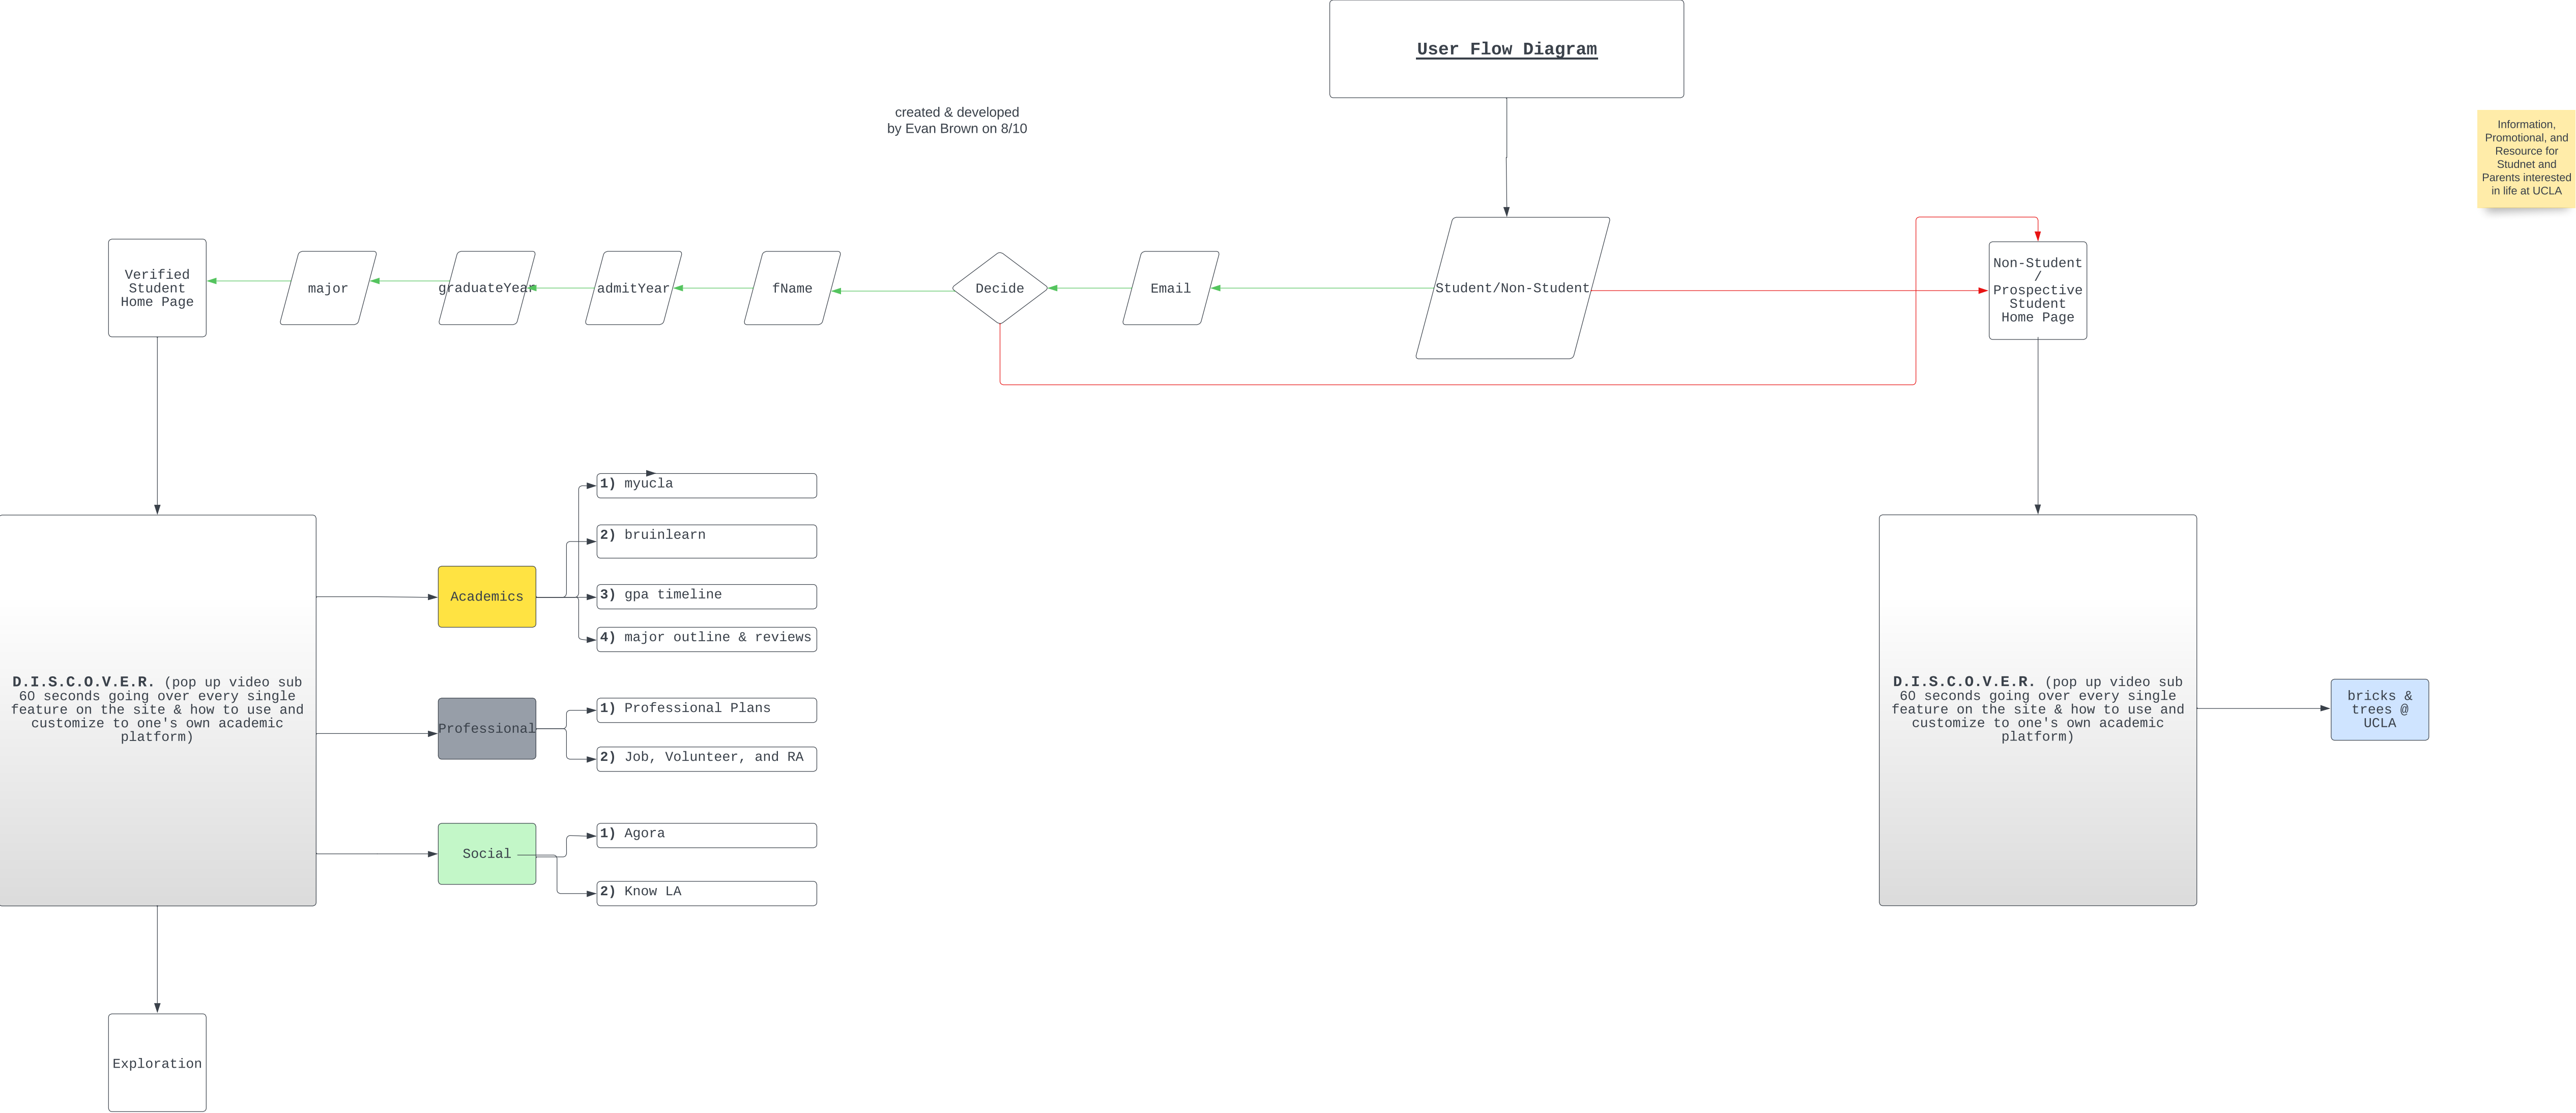 User Flow Diagram
created & developed
by Evan Brown on 8/10
Information,
Promotional, and
Resource for
Studnet and
Parents interested
in life at UCLA
Verified
Student
Home Page
major
graduateYear
admitYear
fName
Decide
Email
Student/Non-Student
Non-Student
/
Prospective
Student
Home Page
1) myucla
2) bruinlearn
Academics
3) gpa timeline
4) major outline & reviews
D.I.S.C.O.V.E.R. (pop up video sub
60 seconds going over every single
feature on the site & how to use and
customize to one's own academic
platform)
Professional
1) Professional Plans
2) Job, Volunteer, and RA
Social
1) Agora
2) Know LA
D.I.S.C.O.V.E.R. (pop up video sub
60 seconds going over every single
feature on the site & how to use and
customize to one's own academic
platform)
bricks &
trees @
UCLA
Exploration